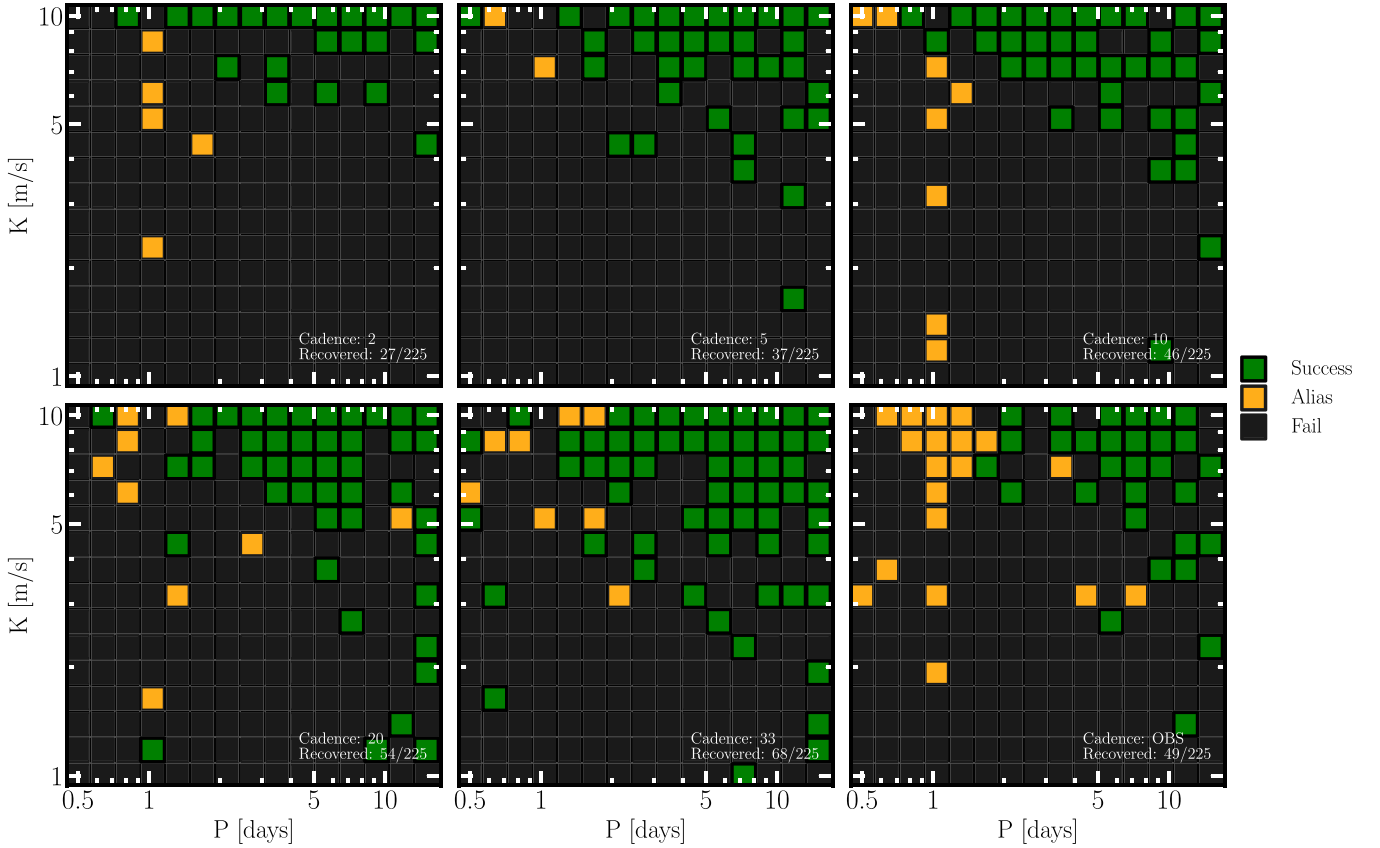 10
5
1
K [m/s]
Cadence: 2
Recovered: 27/225
Cadence: 5
Recovered: 37/225
Cadence: 10
Recovered: 46/225
Success
Alias
Fail
10
5
1
K [m/s]
Cadence: 20
Recovered: 54/225
Cadence: 33
Recovered: 68/225
Cadence: OBS
Recovered: 49/225
0.5 1 5 10
0.5 1 5 10
0.5 1 5 10
P [days]
P [days]
P [days]